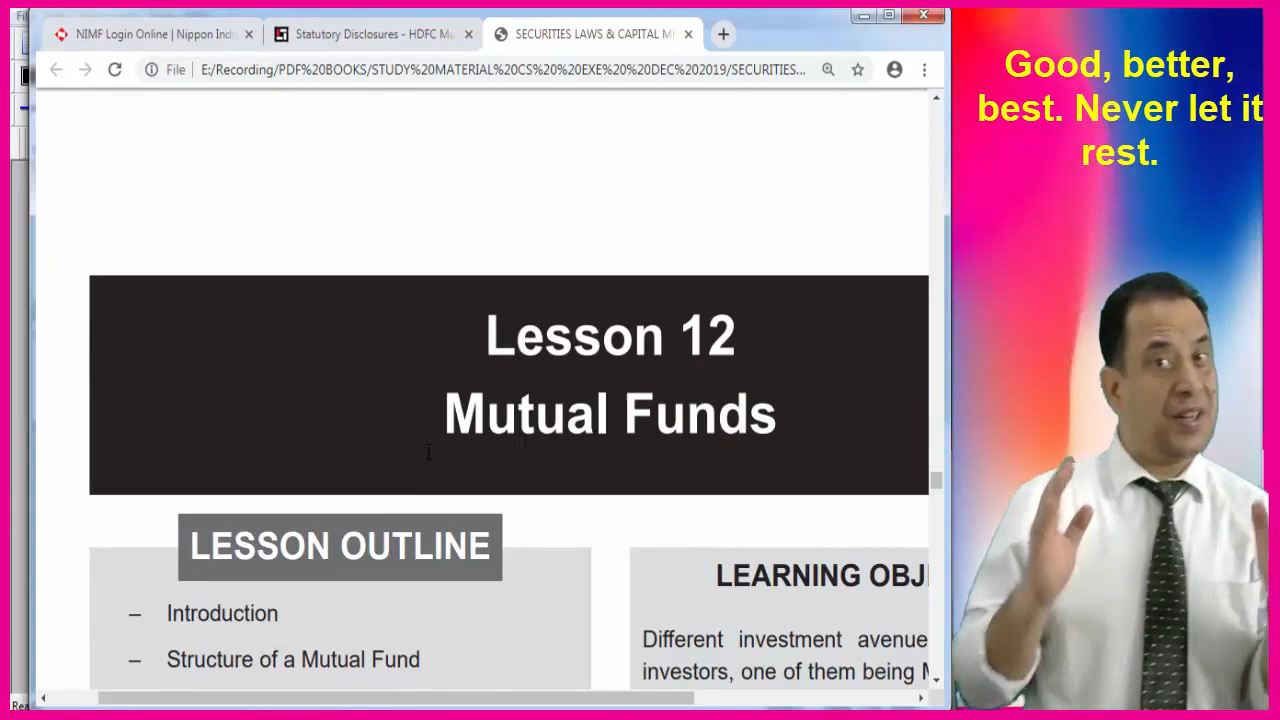 NIMF Login Online | Nippon Ind
Statutory Disclosures - HDFC Mu
SECURITIES LAWS & CAPITAL M
File
E:/Recording/PDF%20BOOKS/STUDY%20MATERIAL%20CS%20%20EXE%20%20DEC%202019/SECURITIES...
Good, better,
best. Never let it
rest.
Lesson 12
Mutual Funds
LESSON OUTLINE
– Introduction
– Structure of a Mutual Fund
LEARNING OBJ
Different investment avenue
investors, one of them being M